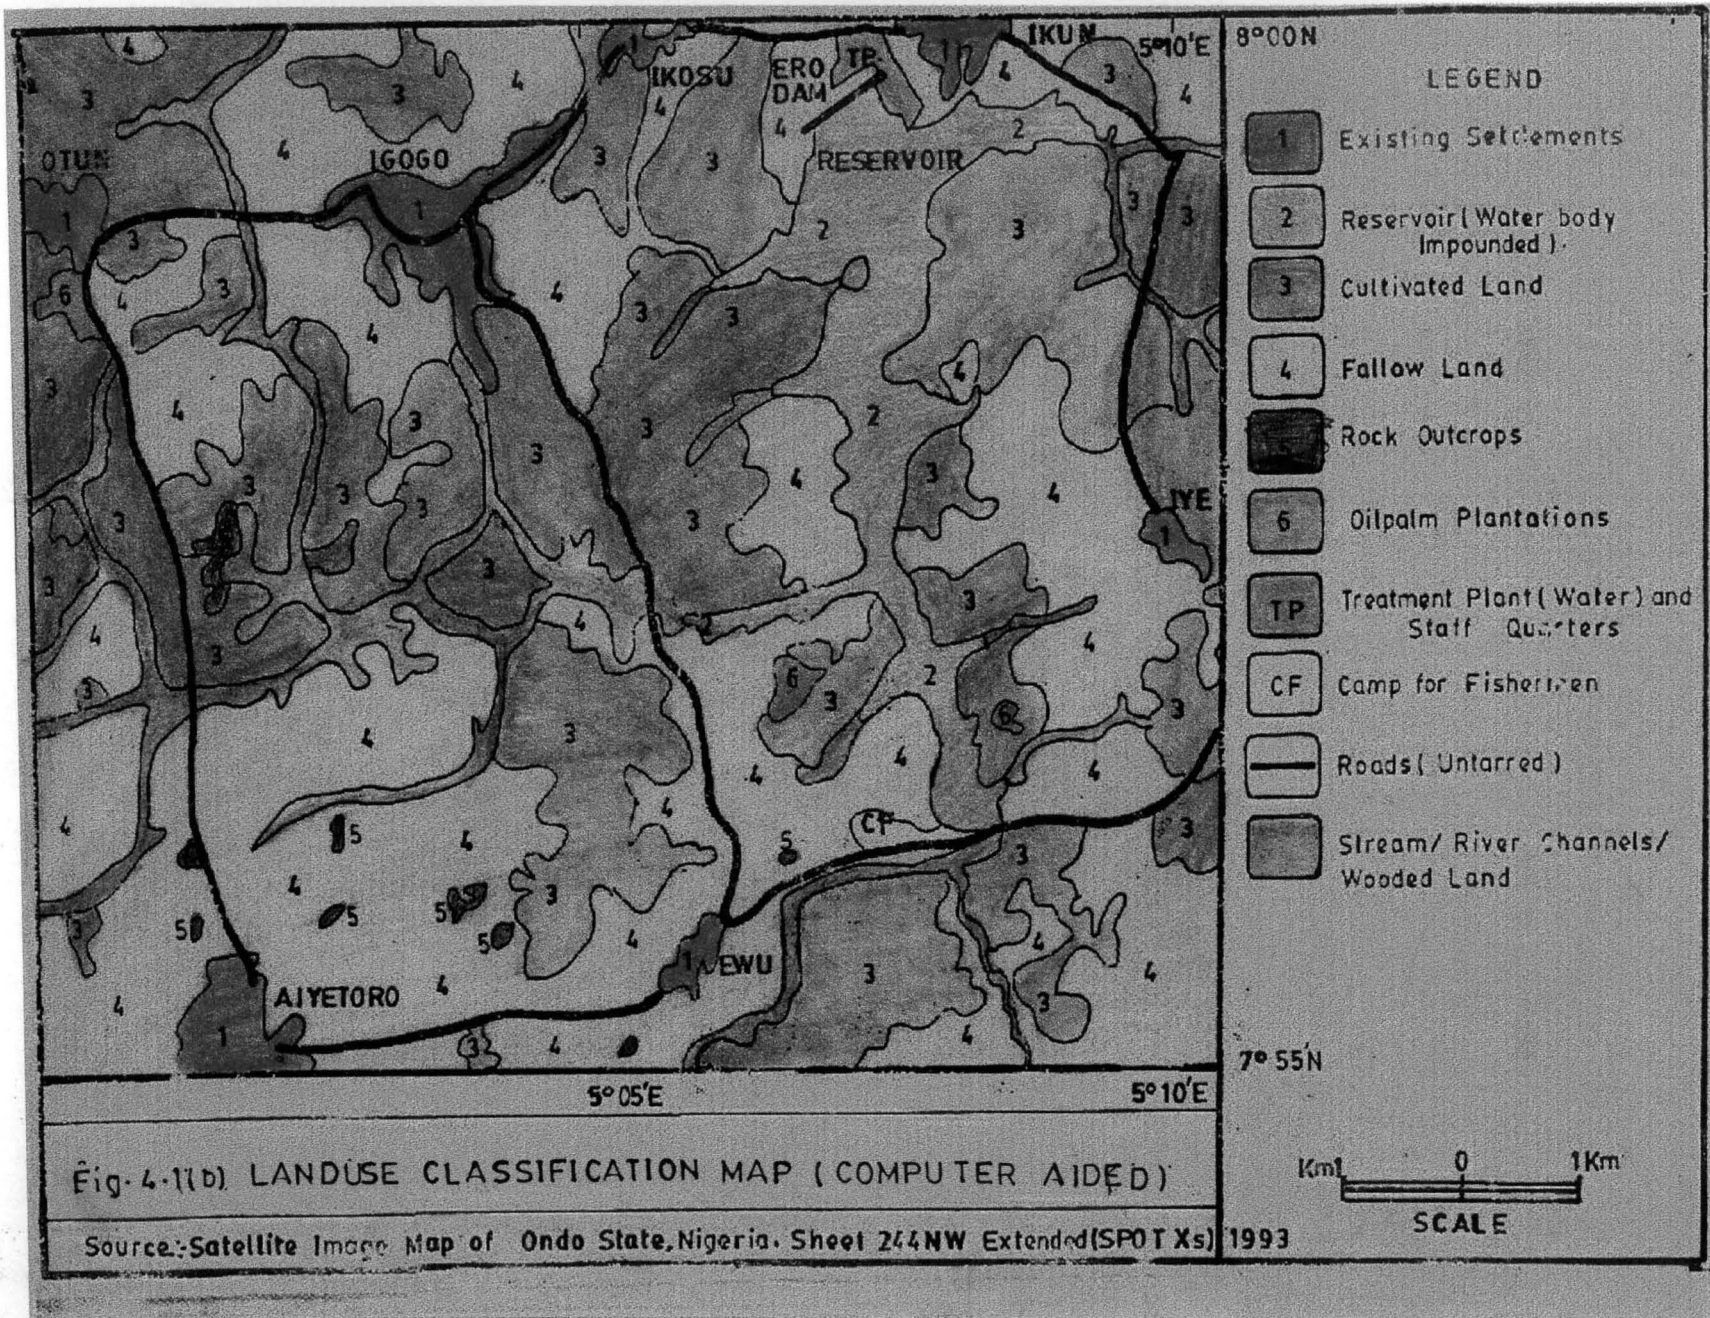 IKUN
5°10'E
8°00N
IKOSU
ERO
DAM
TP
OTUN
IGOGO
RESERVOIR
IYE
CF
EWU
AIYETORO
7° 55'N
5° 05'E
5° 10'E
LEGEND
1 Existing Settlements
2 Reservoir (Water body
Impounded).
3 Cultivated Land
4 Fallow Land
5 Rock Outcrops
6 Oilpalm Plantations
TP Treatment Plant (Water) and
Staff Quarters
CF Camp for Fishermen
Roads (Untarred)
Stream/ River Channels/
Wooded Land
Km1 0 1Km
SCALE
Fig. 4.1(b) LANDUSE CLASSIFICATION MAP (COMPUTER AIDED)
Source:-Satellite Image Map of Ondo State, Nigeria. Sheet 244NW Extended (SPOT Xs) 1993